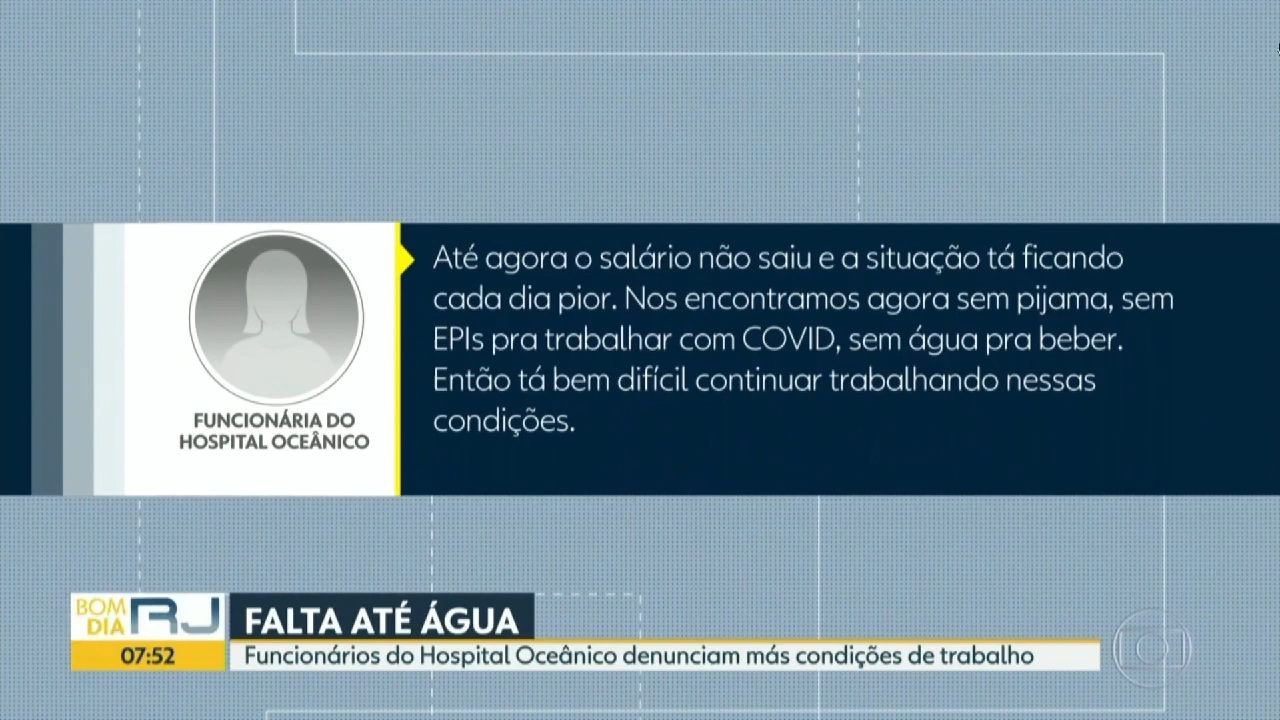 Até agora o salário não saiu e a situação tá ficando
cada dia pior. Nos encontramos agora sem pijama, sem
EPIs pra trabalhar com COVID, sem água pra beber.
Então tá bem difícil continuar trabalhando nessas
condições.
FUNCIONÁRIA DO
HOSPITAL OCEÂNICO
BOM
DIA
RJ
FALTA ATÉ ÁGUA
07:52
Funcionários do Hospital Oceânico denunciam más condições de trabalho